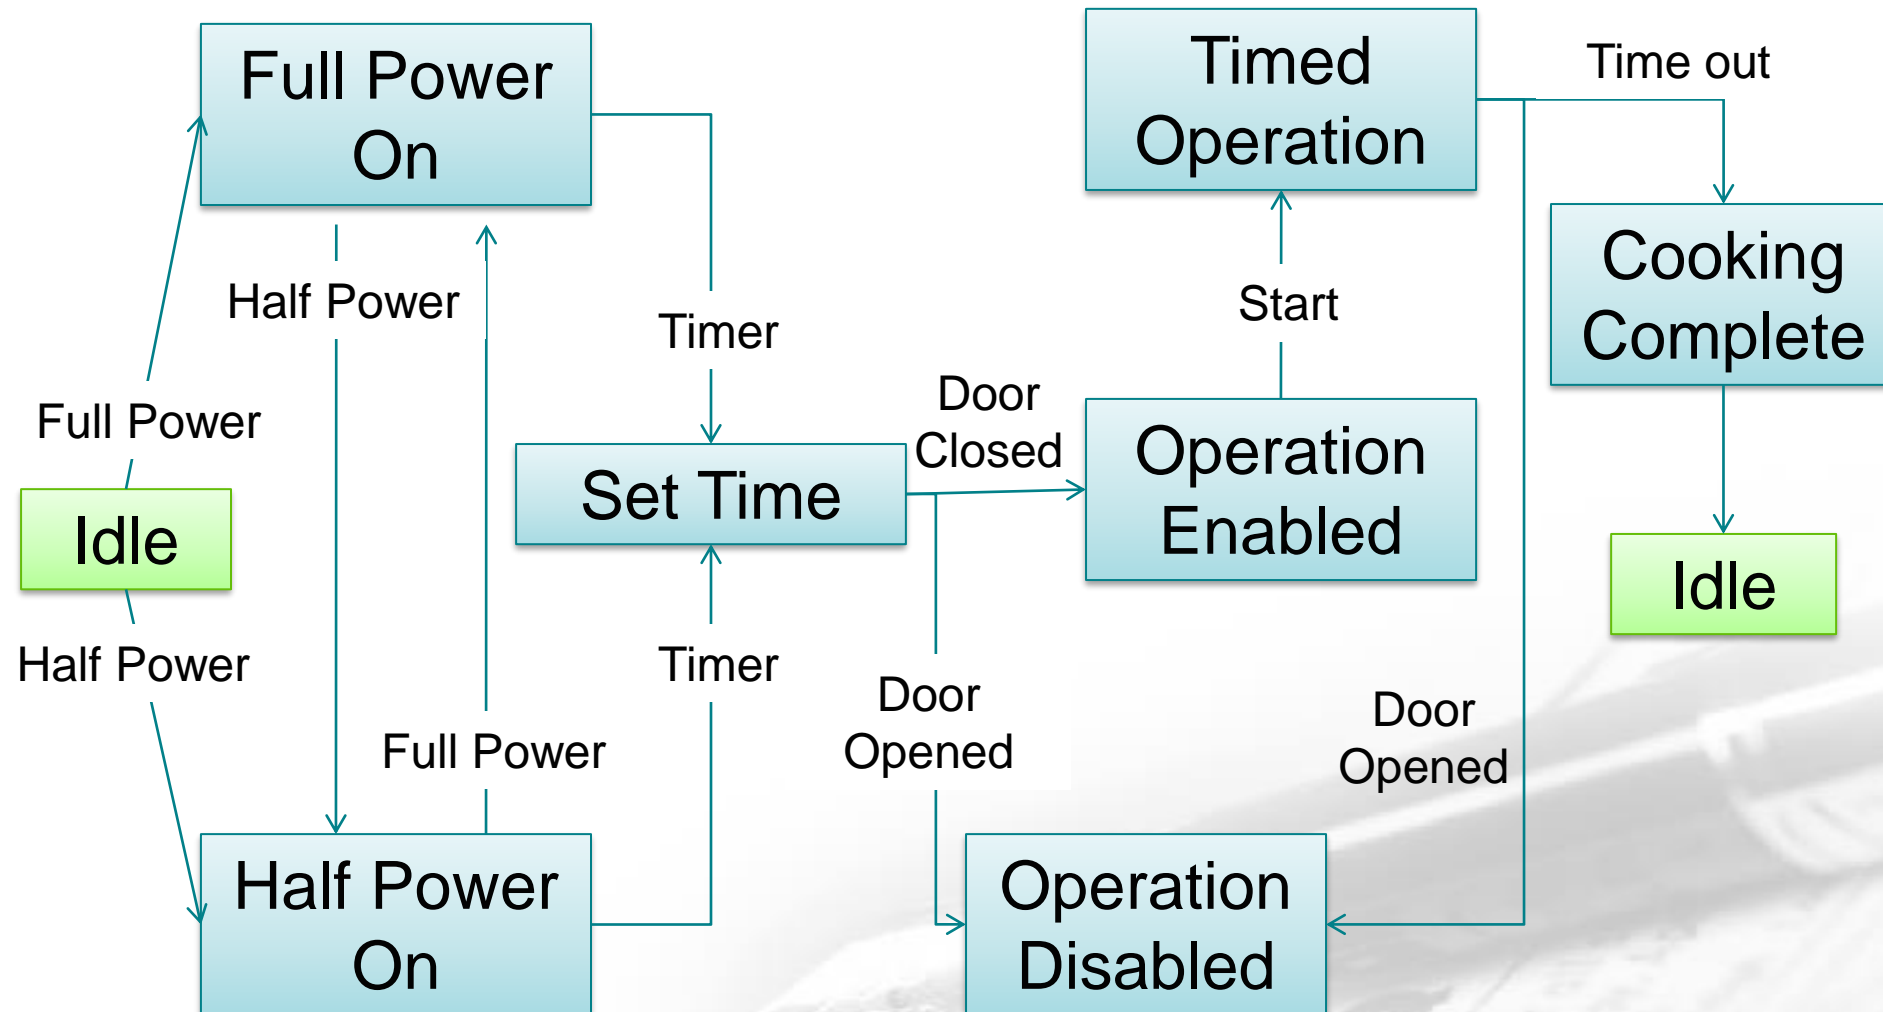 Full Power
On
Timed
Operation
Time out
Half Power
Timer
Start
Cooking
Complete
Full Power
Door
Closed
Set Time
Operation
Enabled
Idle
Idle
Half Power
Timer
Door
Opened
Door
Opened
Full Power
Half Power
On
Operation
Disabled